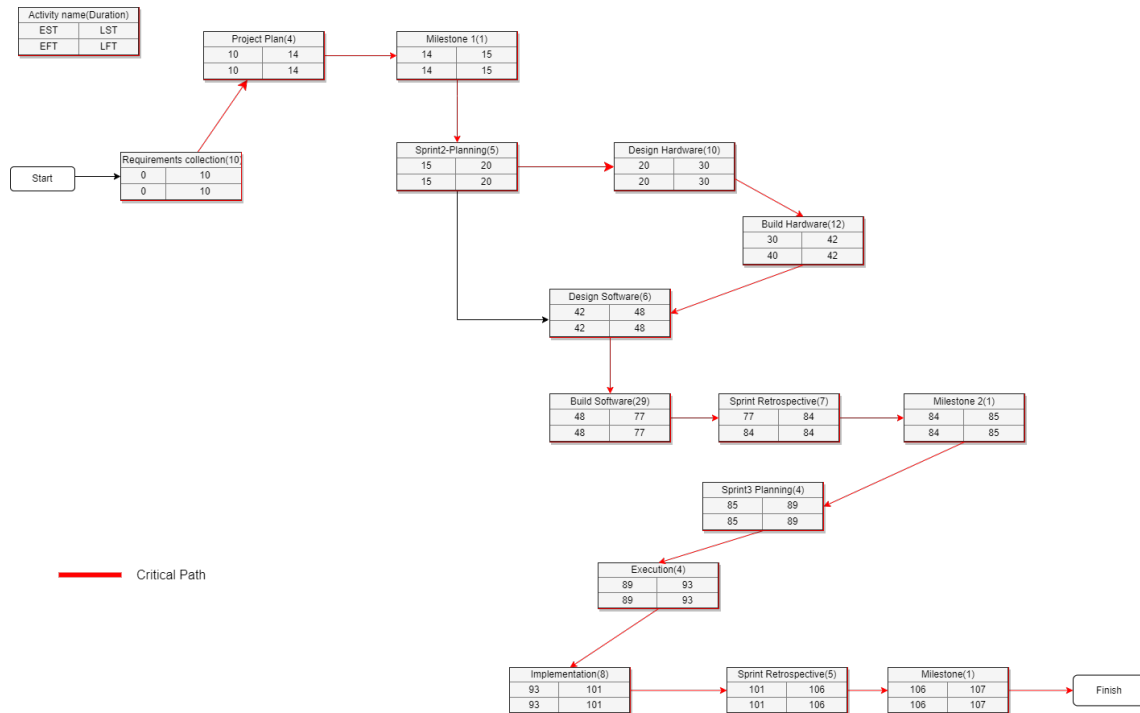 Activity name(Duration)
EST LST
EFT LFT
Project Plan(4)
10 14
10 14
Milestone 1(1)
14 15
14 15
Requirements collection(10)
0 10
0 10
Start
Sprint2-Planning(5)
15 20
15 20
Design Hardware(10)
20 30
20 30
Build Hardware(12)
30 42
40 42
Design Software(6)
42 48
42 48
Build Software(29)
48 77
48 77
Sprint Retrospective(7)
77 84
84 84
Milestone 2(1)
84 85
84 85
Sprint3 Planning(4)
85 89
85 89
Critical Path
Execution(4)
89 93
89 93
Implementation(8)
93 101
93 101
Sprint Retrospective(5)
101 106
101 106
Milestone(1)
106 107
106 107
Finish